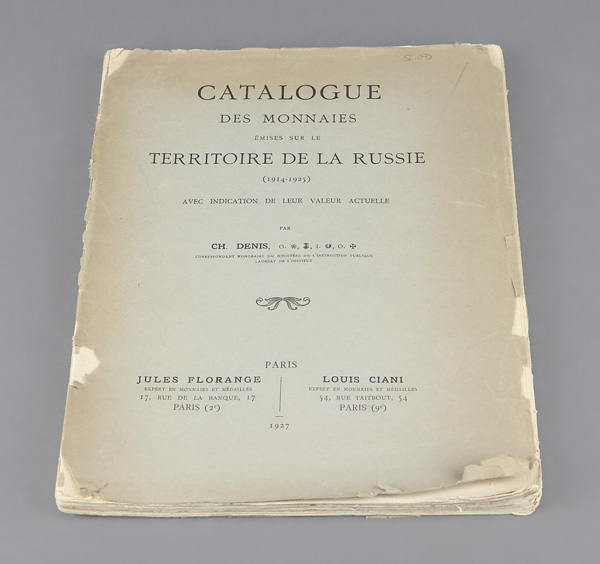 5.00
CATALOGUE
DES MONNAIES
ÉMISES SUR LE
TERRITOIRE DE LA RUSSIE
(1914-1925)
AVEC INDICATION DE LEUR VALEUR ACTUELLE
PAR
CH. DENIS, O. ❀, I. O. ✠
CORRESPONDANT HONORAIRE DU MINISTÈRE DE L'INSTRUCTION PUBLIQUE
LAURÉAT DE L'INSTITUT
PARIS
JULES FLORANGE
EXPERT EN MONNAIES ET MÉDAILLES
17, RUE DE LA BANQUE, 17
PARIS (2e)
LOUIS CIANI
EXPERT EN MONNAIES ET MÉDAILLES
54, RUE TAITBOUT, 54
PARIS (9e)
1927